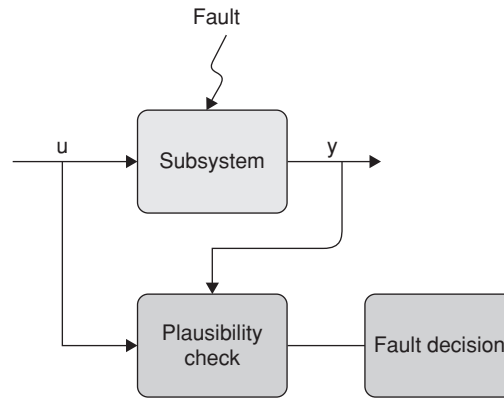 Fault
u
Subsystem
y
Plausibility
check
Fault decision